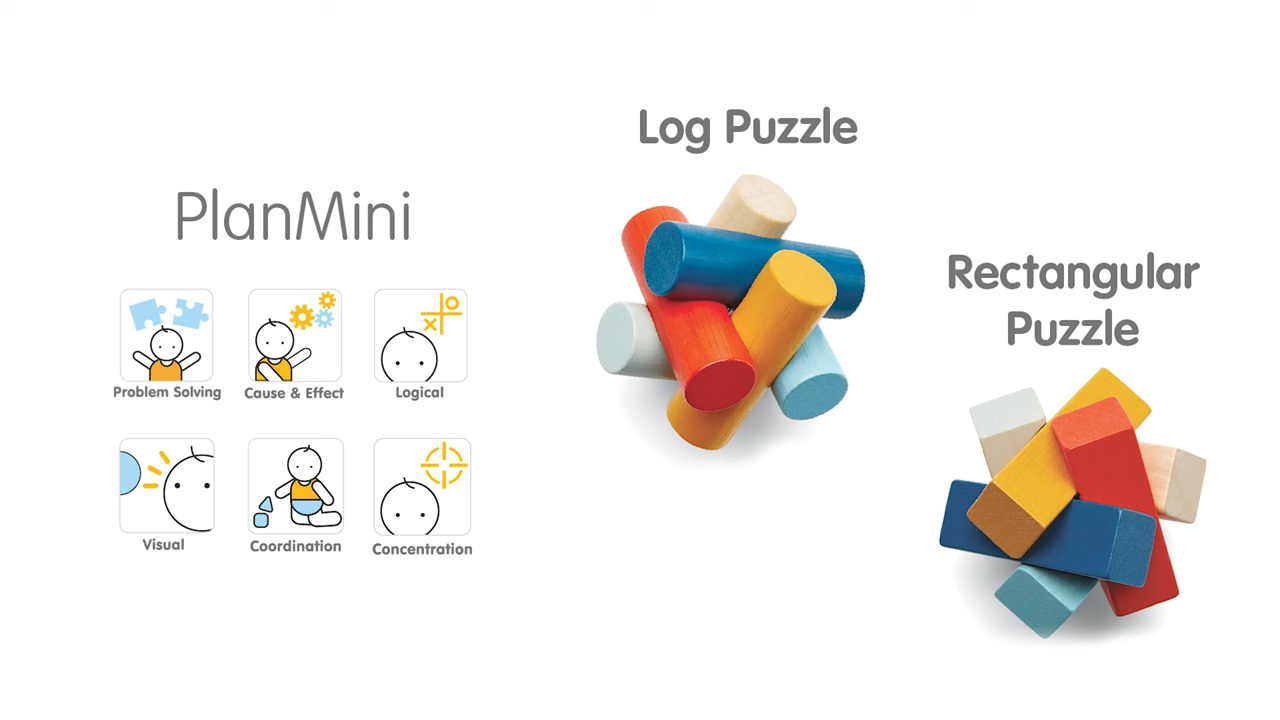 PlanMini
Problem Solving
Cause & Effect
Logical
Visual
Coordination
Concentration
Log Puzzle
Rectangular
Puzzle